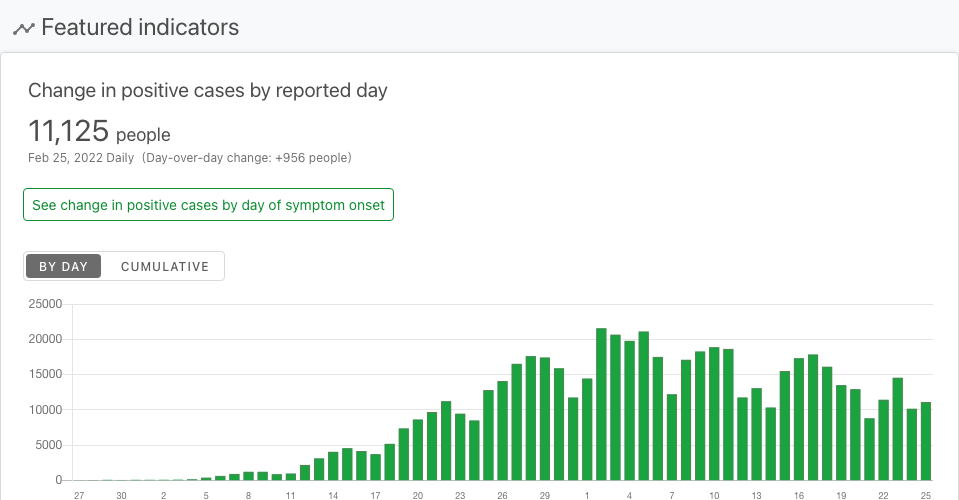 Featured indicators
Change in positive cases by reported day
11,125 people
Feb 25, 2022 Daily (Day-over-day change: +956 people)
See change in positive cases by day of symptom onset
BY DAY CUMULATIVE
25000
20000
15000
10000
5000
0
27 30 2 5 8 11 14 17 20 23 26 29 1 4 7 10 13 16 19 22 25